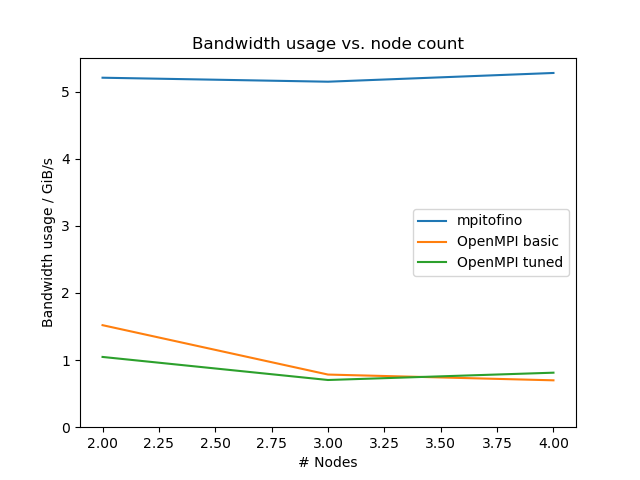 Bandwidth usage vs. node count
Bandwidth usage / GiB/s
5
4
3
2
1
0
mpitofino
OpenMPI basic
OpenMPI tuned
2.00 2.25 2.50 2.75 3.00 3.25 3.50 3.75 4.00
# Nodes